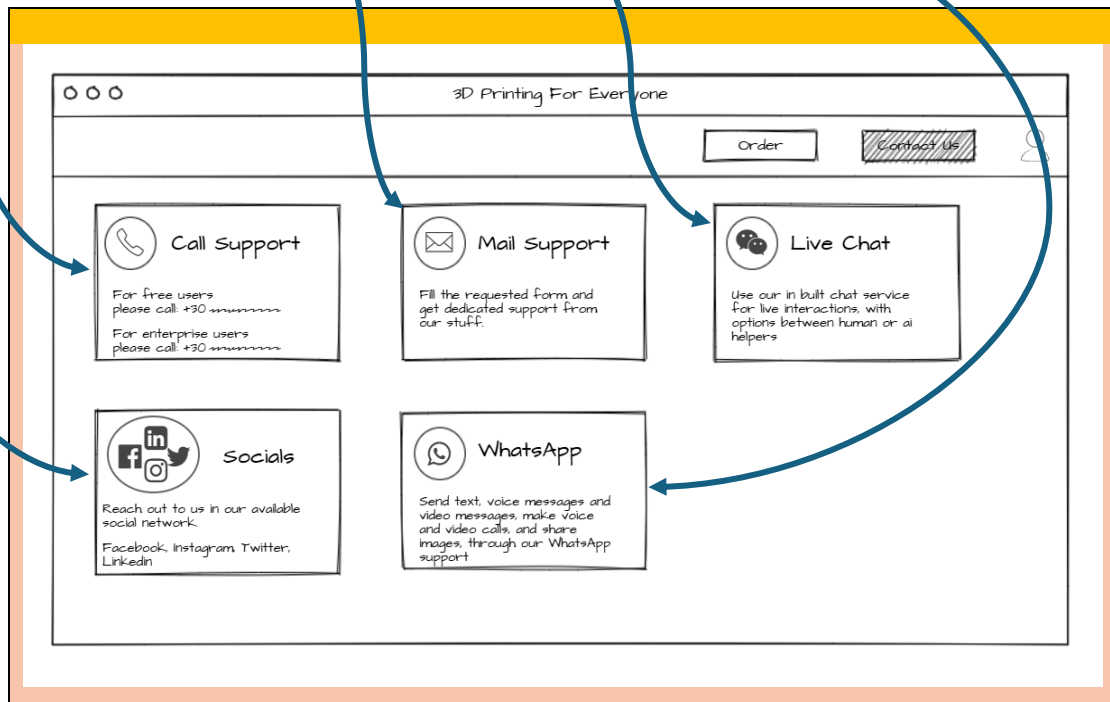 3D Printing For Everyone
Order
Contact Us
Call Support
For free users
please call: +30
For enterprise users
please call: +30
Mail Support
Fill the requested form and
get dedicated support from
our stuff.
Live Chat
Use our in built chat service
for live interactions, with
options between human or ai
helpers
Socials
Reach out to us in our available
social network.
Facebook, Instagram, Twitter,
Linkedin
WhatsApp
Send text, voice messages and
video messages, make voice
and video calls, and share
images, through our WhatsApp
support